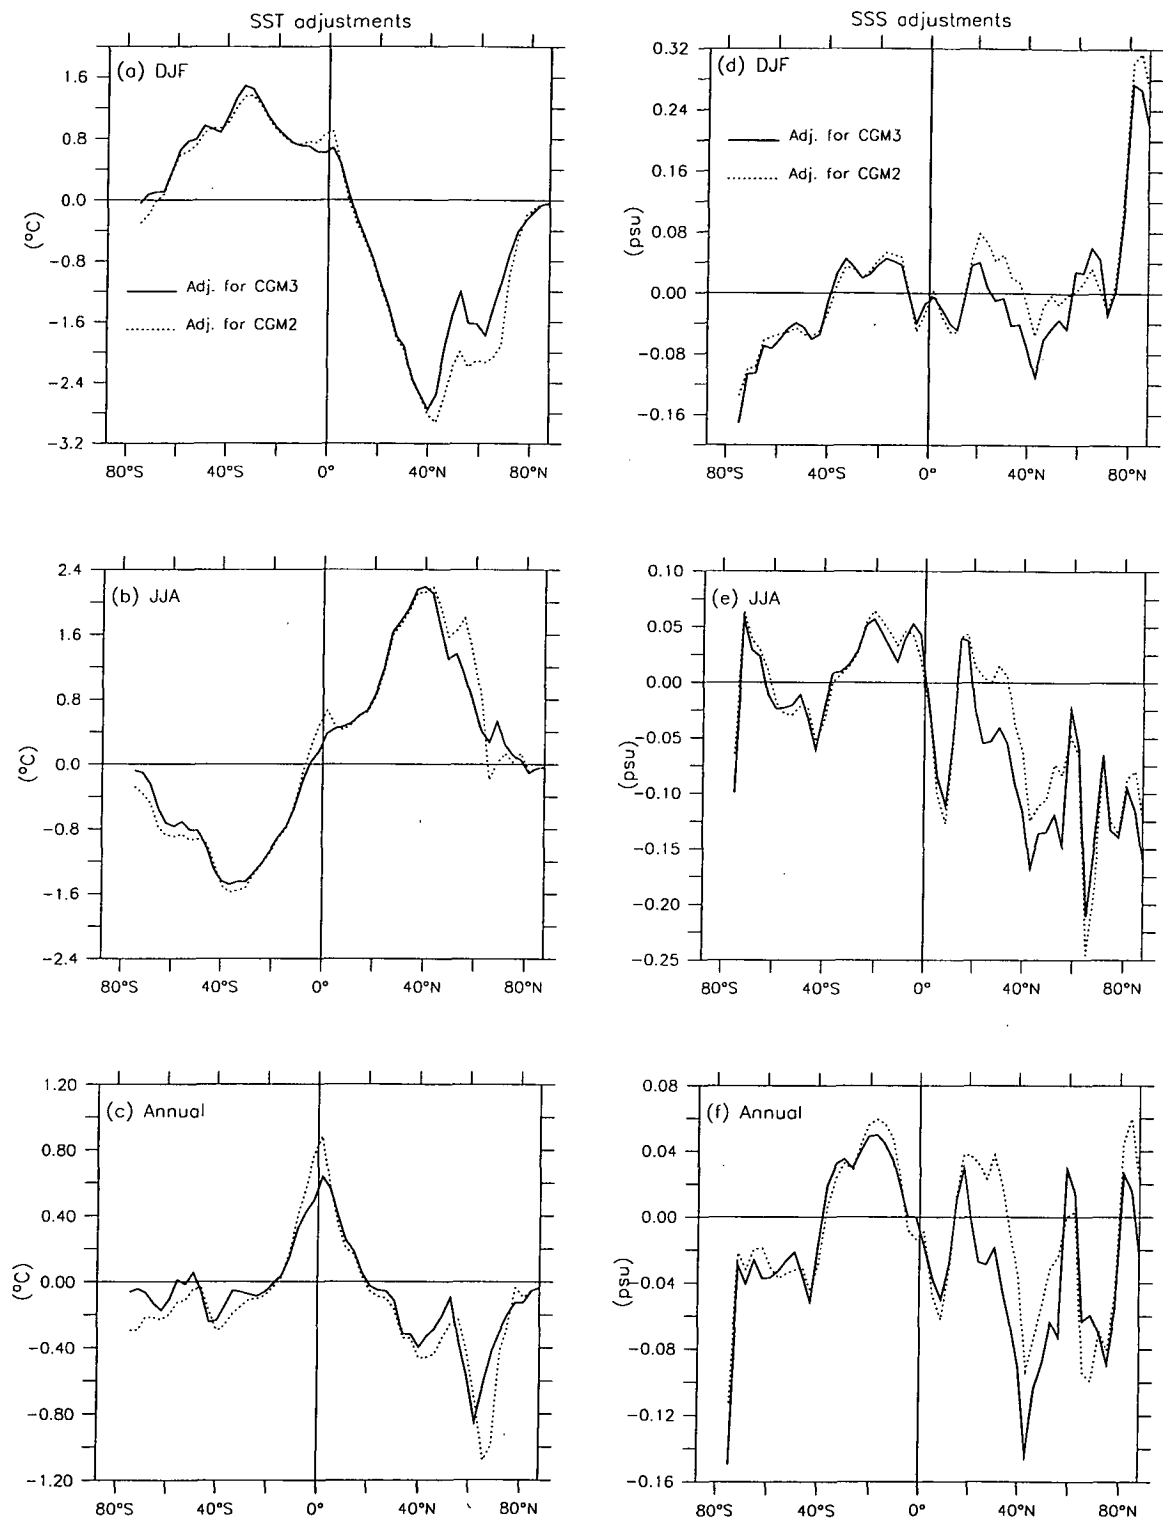 SST adjustments
(a) DJF
1.6
0.8
0.0
−0.8
−1.6
−2.4
−3.2
(°C)
Adj. for CGM3
Adj. for CGM2
80°S 40°S 0° 40°N 80°N
SSS adjustments
(d) DJF
0.32
0.24
0.16
0.08
0.00
−0.08
−0.16
(psu)
Adj. for CGM3
Adj. for CGM2
80°S 40°S 0° 40°N 80°N
(b) JJA
2.4
1.6
0.8
0.0
−0.8
−1.6
−2.4
(°C)
80°S 40°S 0° 40°N 80°N
(e) JJA
0.10
0.05
0.00
−0.05
−0.10
−0.15
−0.20
−0.25
(psu)
80°S 40°S 0° 40°N 80°N
(c) Annual
1.20
0.80
0.40
0.00
−0.40
−0.80
−1.20
(°C)
80°S 40°S 0° 40°N 80°N
(f) Annual
0.08
0.04
0.00
−0.04
−0.08
−0.12
−0.16
(psu)
80°S 40°S 0° 40°N 80°N